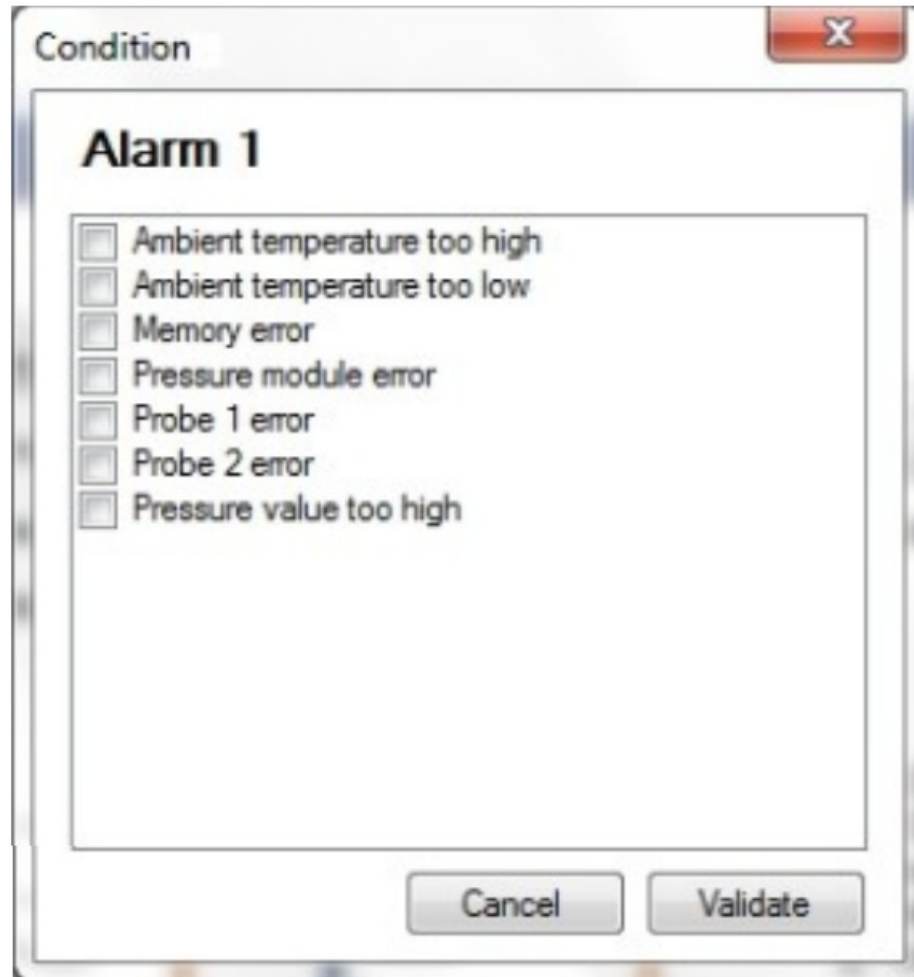 Condition
Alarm 1
Ambient temperature too high
Ambient temperature too low
Memory error
Pressure module error
Probe 1 error
Probe 2 error
Pressure value too high
Cancel
Validate